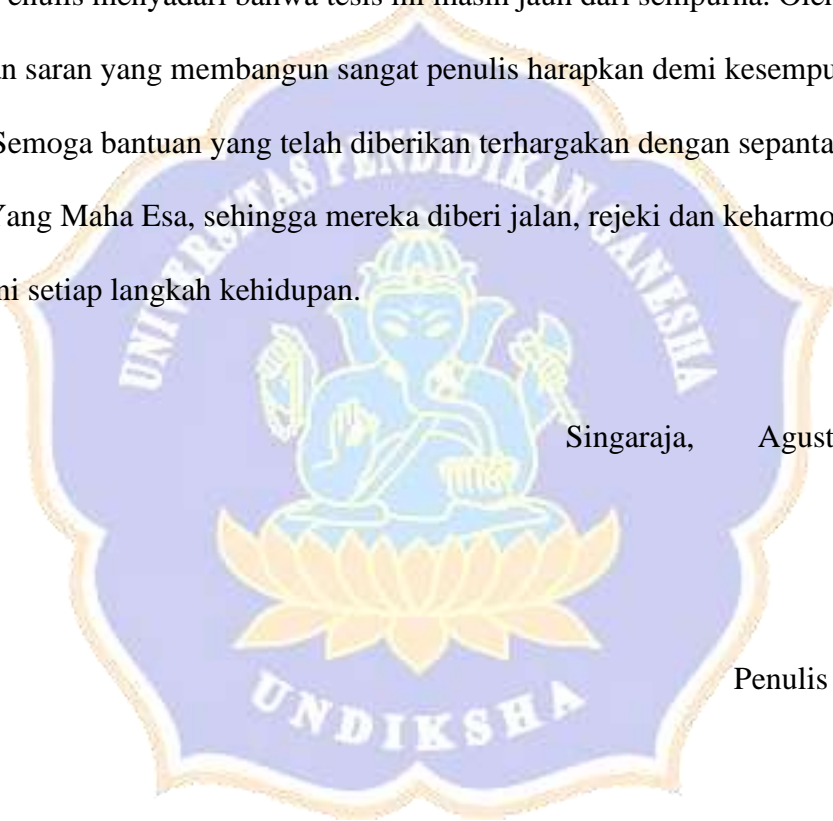 enulis menyadari bahwa tesis ini masih jauh dari sempurna. Oleh
n saran yang membangun sangat penulis harapkan demi kesempu
Semoga bantuan yang telah diberikan terhargakan dengan sepanta
Yang Maha Esa, sehingga mereka diberi jalan, rejeki dan keharmo
ni setiap langkah kehidupan.
UNIVERSITAS PENDIDIKAN GANESHA
Singaraja, Agust
Penulis
UNDIKSHA